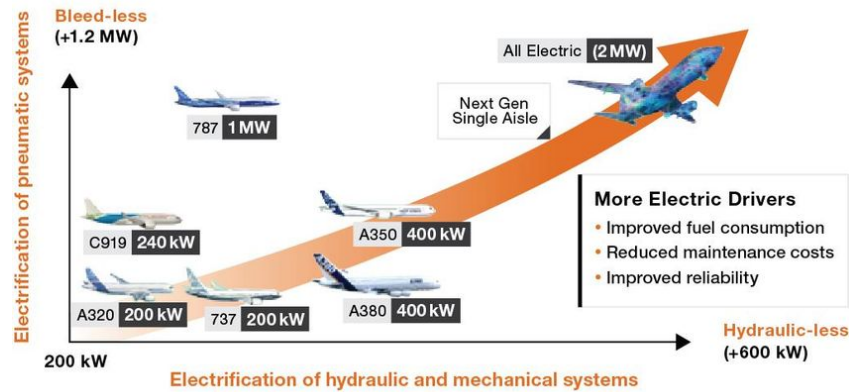 Bleed-less
(+1.2 MW)
Electrification of pneumatic systems
All Electric (2 MW)
Next Gen
Single Aisle
787 1 MW
C919 240 kW
A350 400 kW
A320 200 kW
737 200 kW
A380 400 kW
More Electric Drivers
• Improved fuel consumption
• Reduced maintenance costs
• Improved reliability
200 kW
Hydraulic-less
(+600 kW)
Electrification of hydraulic and mechanical systems